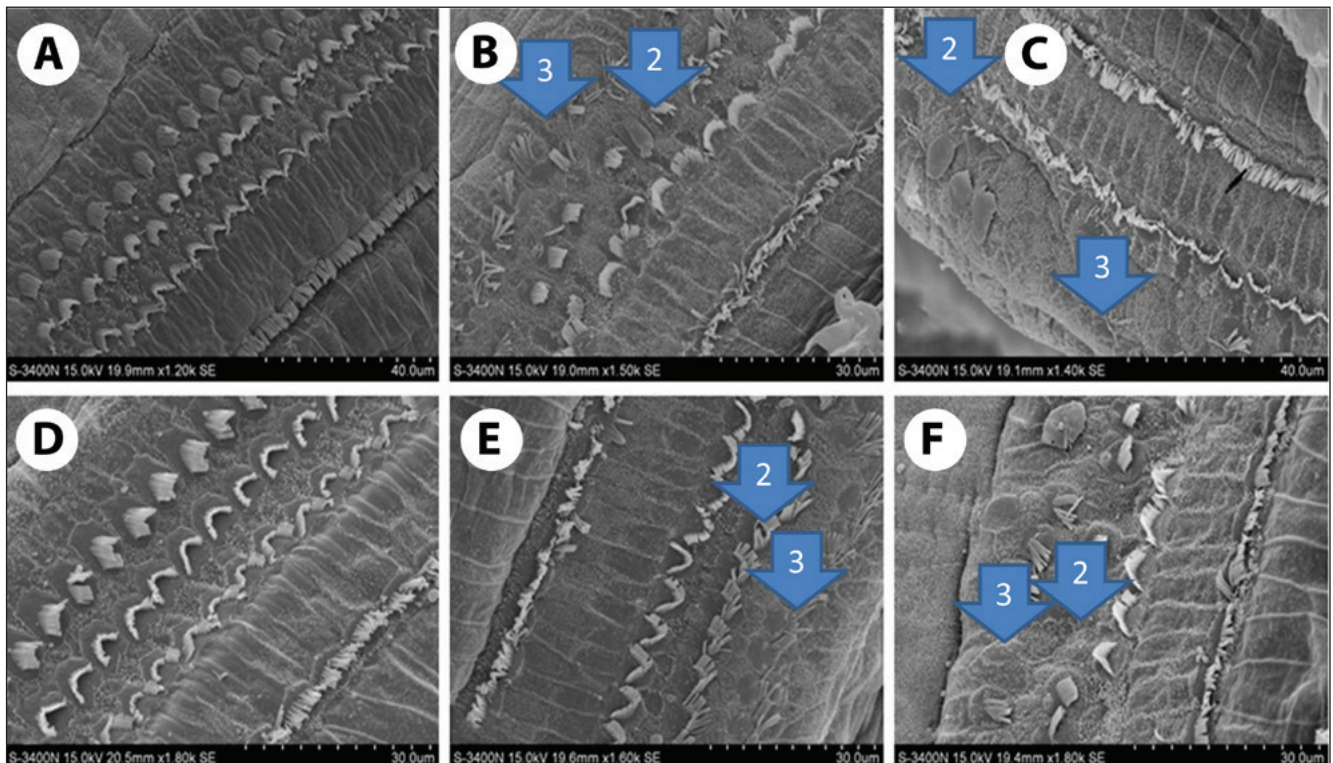 A
B
3
2
2
C
3
S-3400N 15.0kV 19.9mm x1.20k SE 40.0um
S-3400N 15.0kV 19.0mm x1.50k SE 30.0um
S-3400N 15.0kV 19.1mm x1.40k SE 40.0um
D
E
2
3
F
3
2
S-3400N 15.0kV 20.5mm x1.80k SE 30.0um
S-3400N 15.0kV 19.6mm x1.60k SE 30.0um
S-3400N 15.0kV 19.4mm x1.80k SE 30.0um